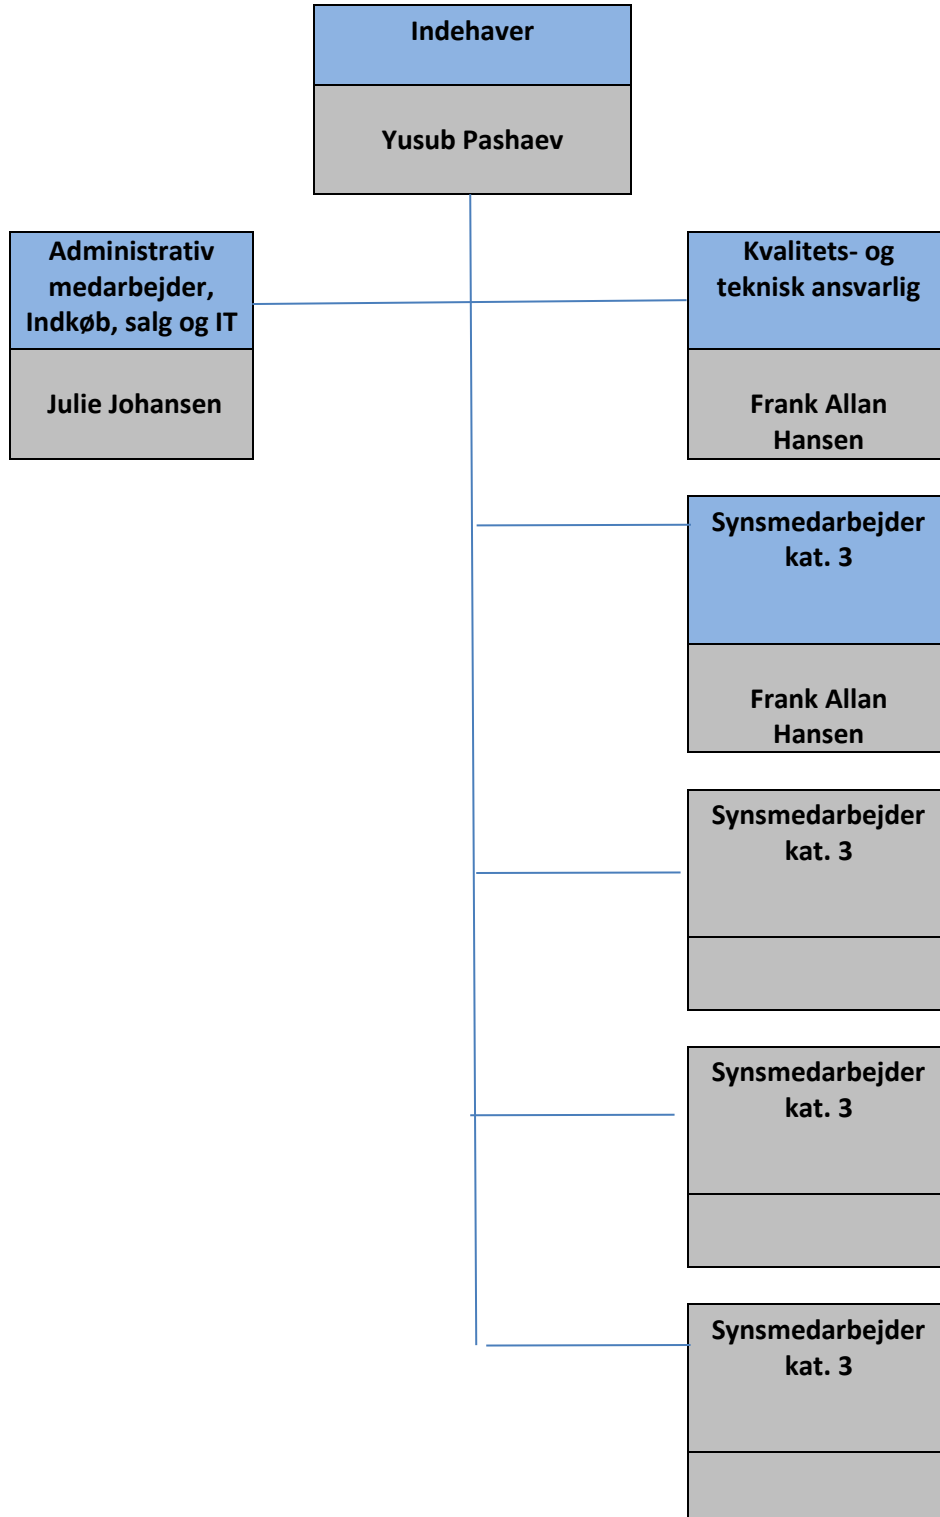 Indehaver
Yusub Pashaev
Administrativ
medarbejder,
Indkøb, salg og IT
Julie Johansen
Kvalitets- og
teknisk ansvarlig
Frank Allan
Hansen
Synsmedarbejder
kat. 3
Frank Allan
Hansen
Synsmedarbejder
kat. 3
Synsmedarbejder
kat. 3
Synsmedarbejder
kat. 3